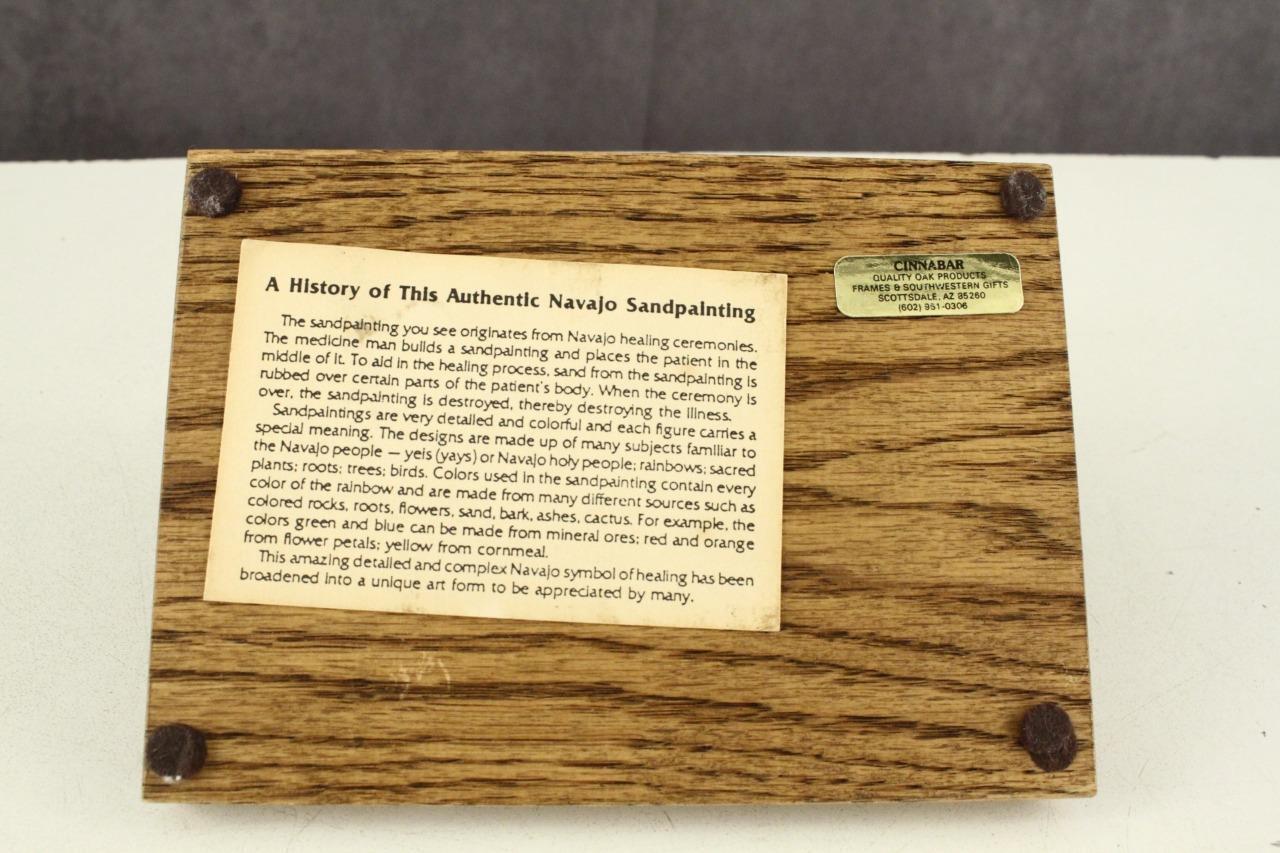 A History of This Authentic Navajo Sandpainting
The sandpainting you see originates from Navajo healing ceremonies.
The medicine man builds a sandpainting and places the patient in the
middle of it. To aid in the healing process, sand from the sandpainting is
rubbed over certain parts of the patient's body. When the ceremony is
over, the sandpainting is destroyed, thereby destroying the illness.
Sandpaintings are very detailed and colorful and each figure carries a
special meaning. The designs are made up of many subjects familiar to
the Navajo people — yeis (yays) or Navajo holy people; rainbows; sacred
plants; roots; trees; birds. Colors used in the sandpainting contain every
color of the rainbow and are made from many different sources such as
colored rocks, roots, flowers, sand, bark, ashes, cactus. For example, the
colors green and blue can be made from mineral ores; red and orange
from flower petals; yellow from cornmeal.
This amazing detailed and complex Navajo symbol of healing has been
broadened into a unique art form to be appreciated by many.
CINNABAR
QUALITY OAK PRODUCTS
FRAMES & SOUTHWESTERN GIFTS
SCOTTSDALE, AZ 85260
(602) 951-0306